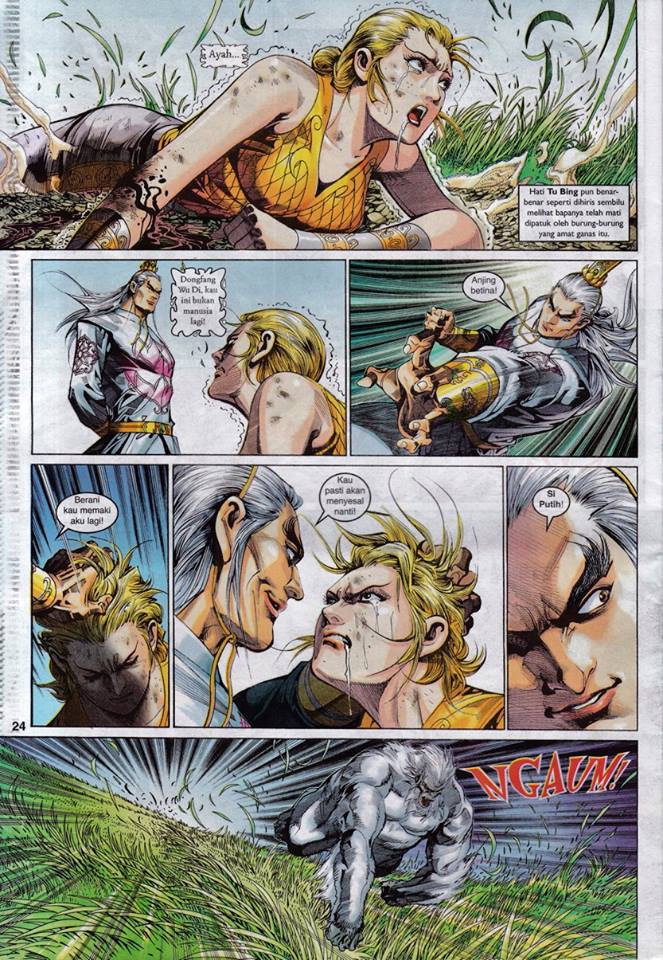 Ayah...
Hati Tu Bing pun benar-
benar seperti dihiris sembilu
melihat bapanya telah mati
dipatuk oleh burung-burung
yang amat ganas itu.
Dongfang
Wu Di, kau
ini bukan
manusia
lagi!
Anjing
betina!
Berani
kau memaki
aku lagi!
Kau
pasti akan
menyesal
nanti!
Si
Putih!
24
NGAUM!